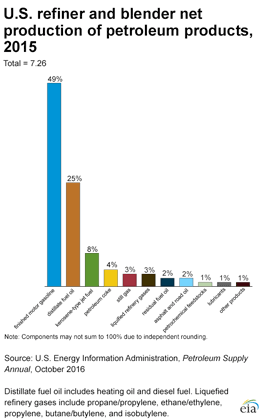 U.S. refiner and blender net
production of petroleum products,
2015
Total = 7.26
49%
25%
8%
4%
3%
3%
2%
2%
1%
1%
1%
finished motor gasoline
distillate fuel oil
kerosene-type jet fuel
petroleum coke
still gas
liquified refinery gases
residual fuel oil
asphalt and road oil
petrochemical feedstocks
lubricants
other products
Note: Components may not sum to 100% due to independent rounding.
Source: U.S. Energy Information Administration, Petroleum Supply
Annual, October 2016
Distillate fuel oil includes heating oil and diesel fuel. Liquefied
refinery gases include propane/propylene, ethane/ethylene,
propylene, butane/butylene, and isobutylene.
eia